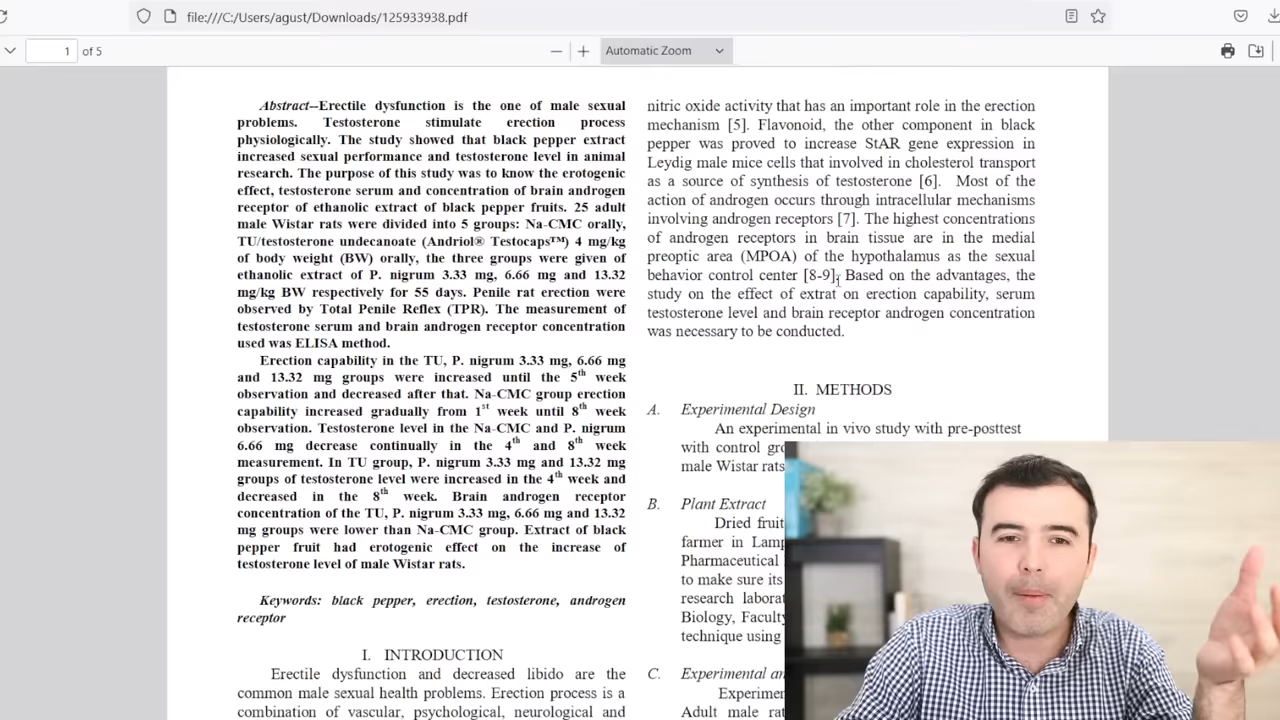 file:///C:/Users/agust/Downloads/125933938.pdf
1 of 5
Automatic Zoom
Abstract--Erectile dysfunction is the one of male sexual
problems. Testosterone stimulate erection process
physiologically. The study showed that black pepper extract
increased sexual performance and testosterone level in animal
research. The purpose of this study was to know the erotogenic
effect, testosterone serum and concentration of brain androgen
receptor of ethanolic extract of black pepper fruits. 25 adult
male Wistar rats were divided into 5 groups: Na-CMC orally,
TU/testosterone undecanoate (Andriol® Testocaps™) 4 mg/kg
of body weight (BW) orally, the three groups were given of
ethanolic extract of P. nigrum 3.33 mg, 6.66 mg and 13.32
mg/kg BW respectively for 55 days. Penile rat erection were
observed by Total Penile Reflex (TPR). The measurement of
testosterone serum and brain androgen receptor concentration
used was ELISA method.
Erection capability in the TU, P. nigrum 3.33 mg, 6.66 mg
and 13.32 mg groups were increased until the 5th week
observation and decreased after that. Na-CMC group erection
capability increased gradually from 1st week until 8th week
observation. Testosterone level in the Na-CMC and P. nigrum
6.66 mg decrease continually in the 4th and 8th week
measurement. In TU group, P. nigrum 3.33 mg and 13.32 mg
groups of testosterone level were increased in the 4th week and
decreased in the 8th week. Brain androgen receptor
concentration of the TU, P. nigrum 3.33 mg, 6.66 mg and 13.32
mg groups were lower than Na-CMC group. Extract of black
pepper fruit had erotogenic effect on the increase of
testosterone level of male Wistar rats.
Keywords: black pepper, erection, testosterone, androgen
receptor
I. INTRODUCTION
Erectile dysfunction and decreased libido are the
common male sexual health problems. Erection process is a
combination of vascular, psychological, neurological and
nitric oxide activity that has an important role in the erection
mechanism [5]. Flavonoid, the other component in black
pepper was proved to increase StAR gene expression in
Leydig male mice cells that involved in cholesterol transport
as a source of synthesis of testosterone [6]. Most of the
action of androgen occurs through intracellular mechanisms
involving androgen receptors [7]. The highest concentrations
of androgen receptors in brain tissue are in the medial
preoptic area (MPOA) of the hypothalamus as the sexual
behavior control center [8-9]. Based on the advantages, the
study on the effect of extrat on erection capability, serum
testosterone level and brain receptor androgen concentration
was necessary to be conducted.
II. METHODS
A. Experimental Design
An experimental in vivo study with pre-posttest
with control gro
male Wistar rats
B. Plant Extract
Dried fruit
farmer in Lamp
Pharmaceutical
to make sure its
research laborat
Biology, Faculty
technique using
C. Experimental an
Experimen
Adult male rat